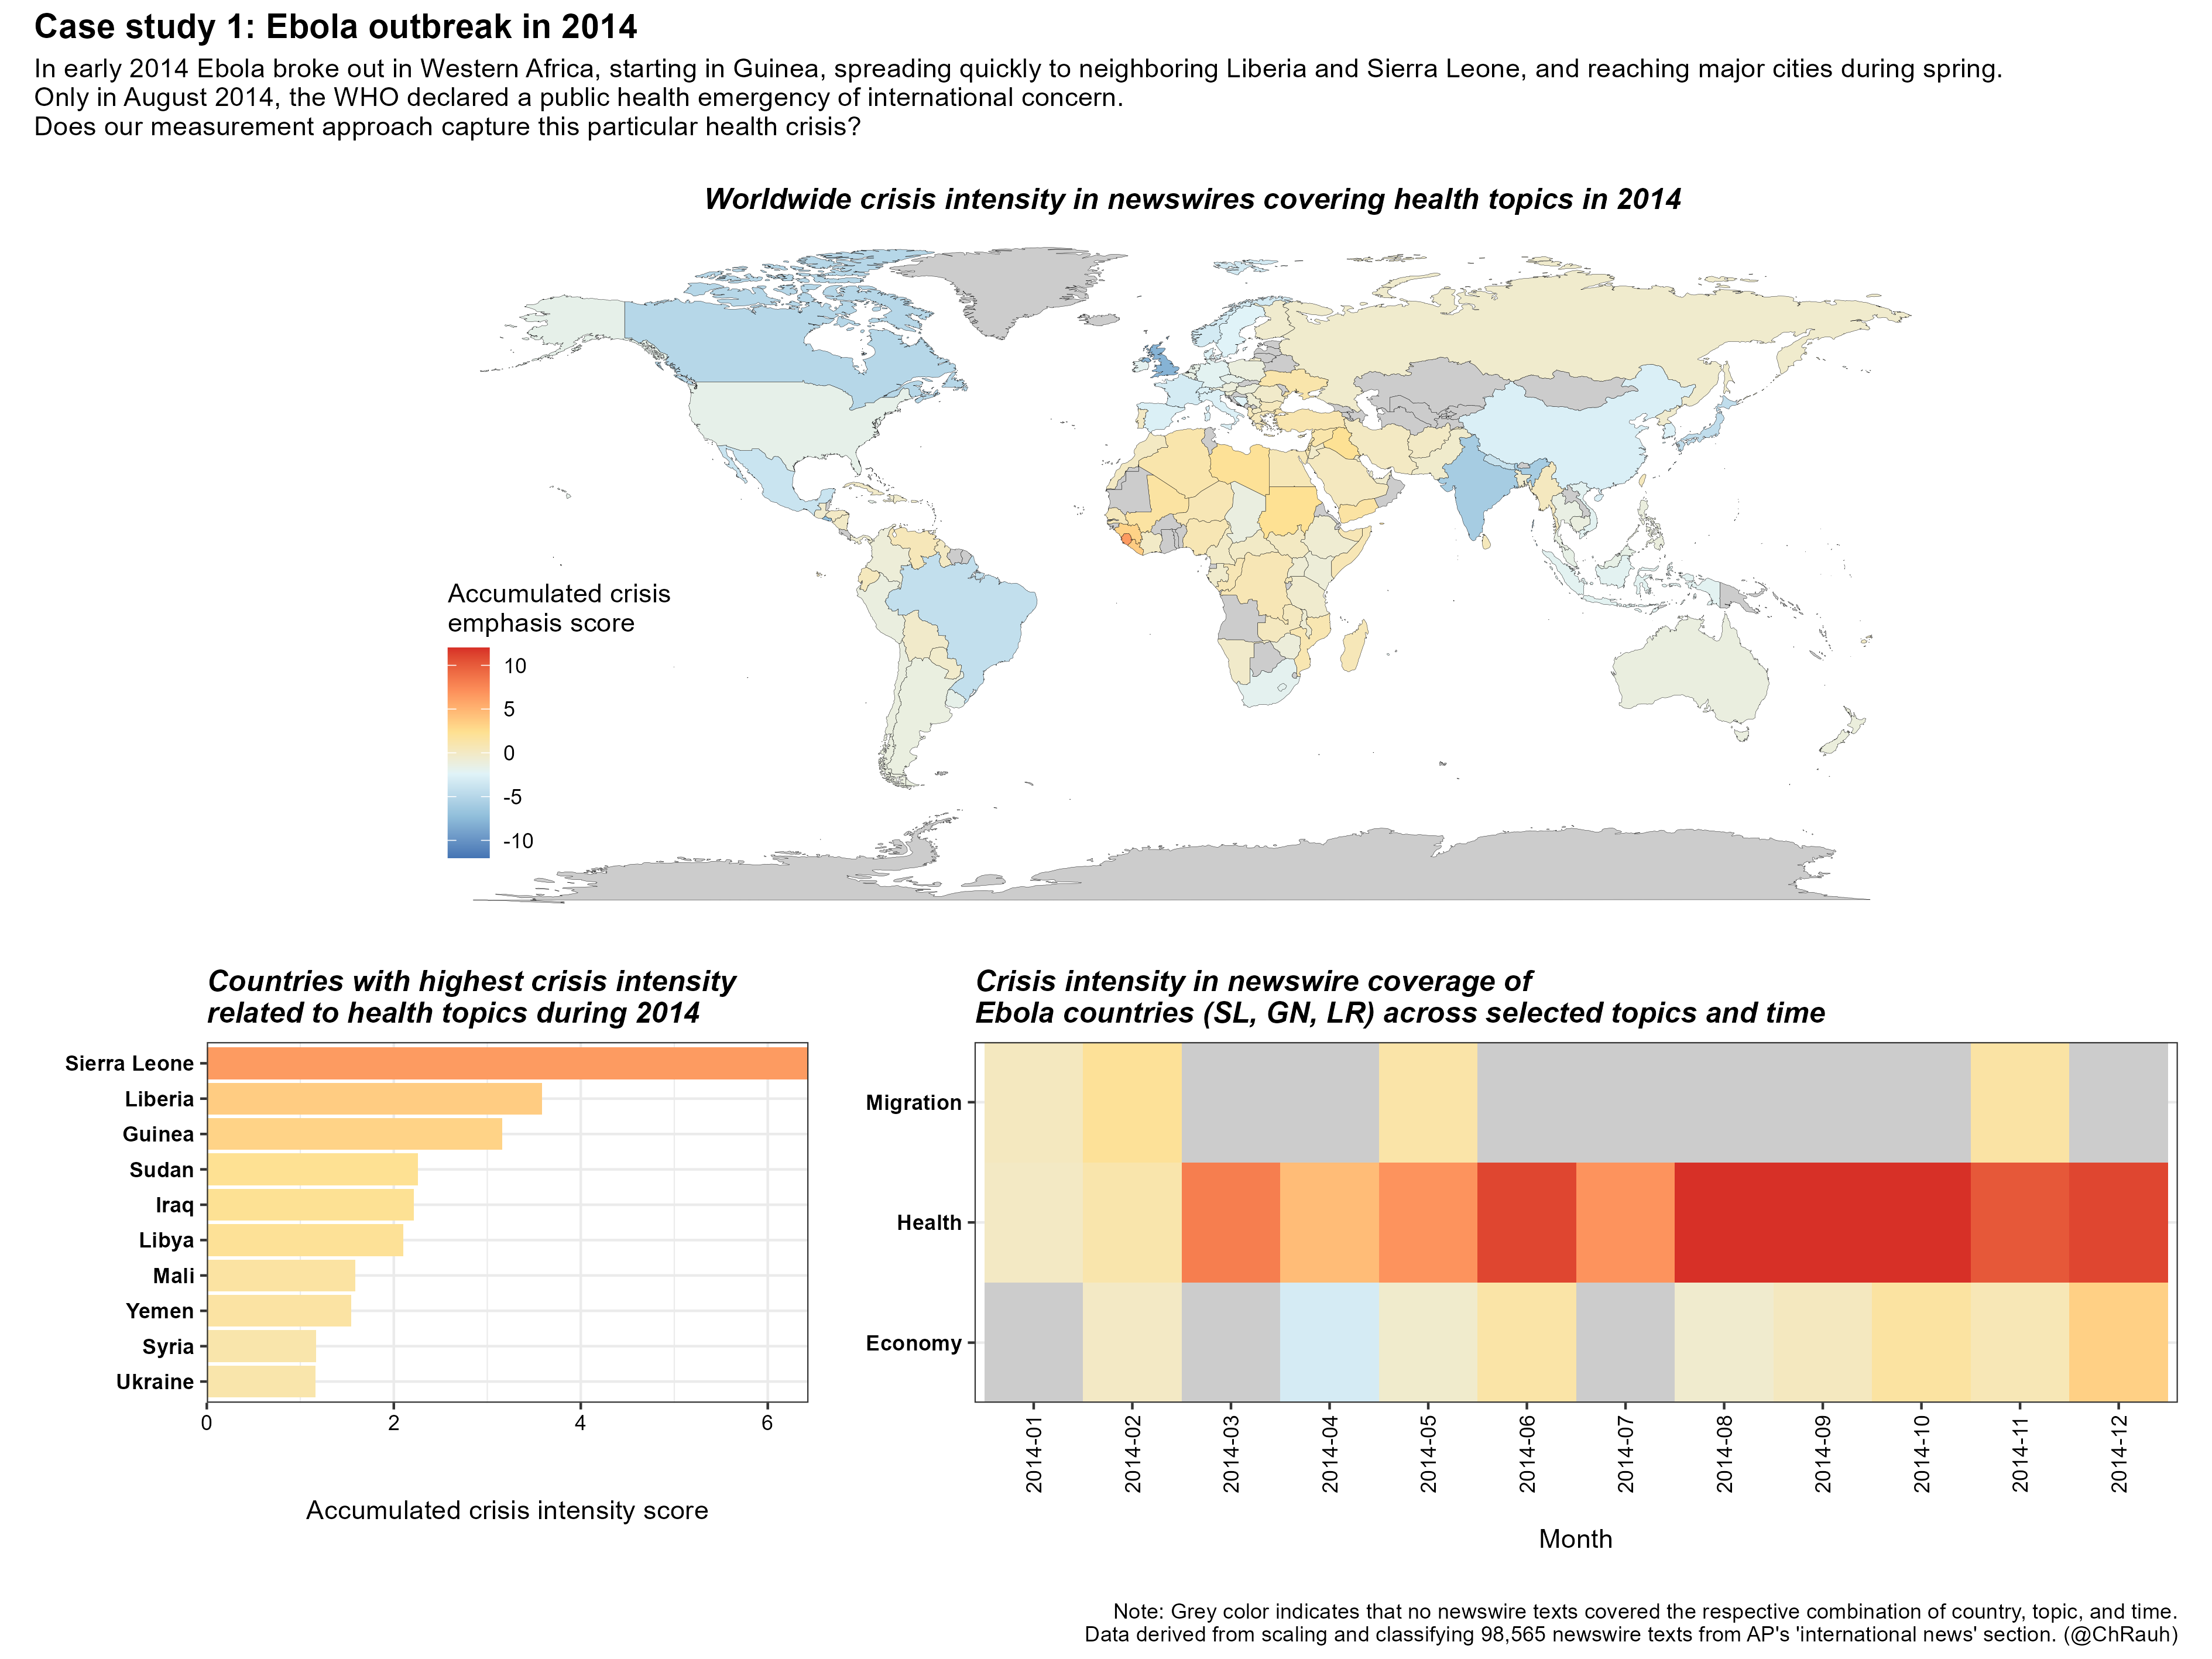 Case study 1: Ebola outbreak in 2014
In early 2014 Ebola broke out in Western Africa, starting in Guinea, spreading quickly to neighboring Liberia and Sierra Leone, and reaching major cities during spring.
Only in August 2014, the WHO declared a public health emergency of international concern.
Does our measurement approach capture this particular health crisis?
Worldwide crisis intensity in newswires covering health topics in 2014
Accumulated crisis
emphasis score
10
5
0
-5
-10
Countries with highest crisis intensity
related to health topics during 2014
Sierra Leone
Liberia
Guinea
Sudan
Iraq
Libya
Mali
Yemen
Syria
Ukraine
0 2 4 6
Accumulated crisis intensity score
Crisis intensity in newswire coverage of
Ebola countries (SL, GN, LR) across selected topics and time
Migration
Health
Economy
2014-01 2014-02 2014-03 2014-04 2014-05 2014-06 2014-07 2014-08 2014-09 2014-10 2014-11 2014-12
Month
Note: Grey color indicates that no newswire texts covered the respective combination of country, topic, and time.
Data derived from scaling and classifying 98,565 newswire texts from AP's 'international news' section. (@ChRauh)